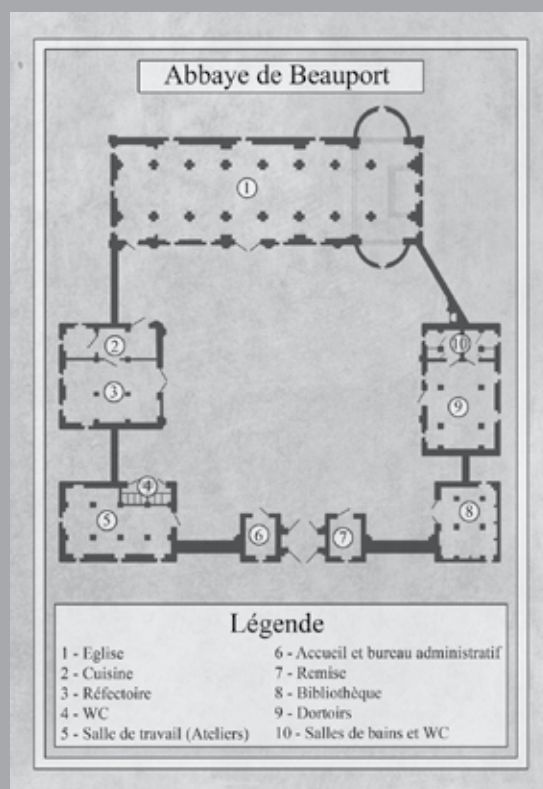 Abbaye de Beauport
1
2
3
10
9
4
5
6
7
8
Légende
1 - Eglise
2 - Cuisine
3 - Réfectoire
4 - WC
5 - Salle de travail (Ateliers)
6 - Accueil et bureau administratif
7 - Remise
8 - Bibliothèque
9 - Dortoirs
10 - Salles de bains et WC